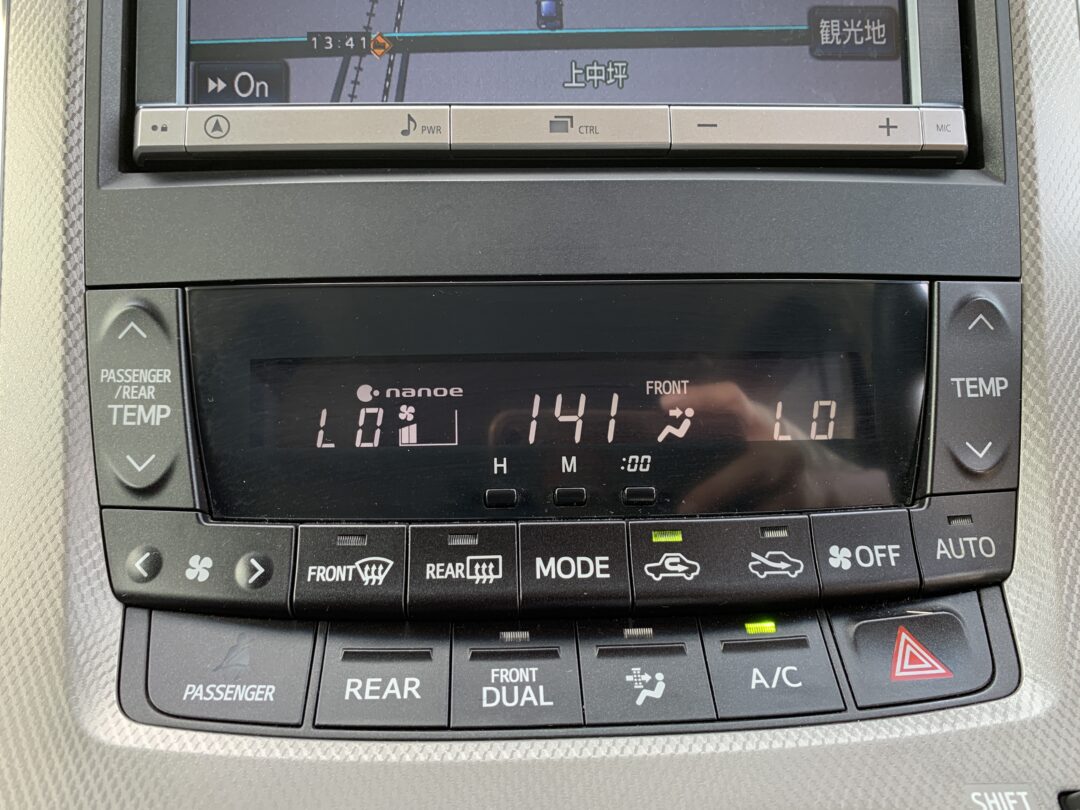 13:41
観光地
On
上中坪
PWR
CTRL
MIC
PASSENGER
/REAR
TEMP
nanoe
FRONT
LO
141
LO
H
M
:00
TEMP
FRONT
REAR
MODE
OFF
AUTO
PASSENGER
REAR
FRONT
DUAL
A/C
SHIFT